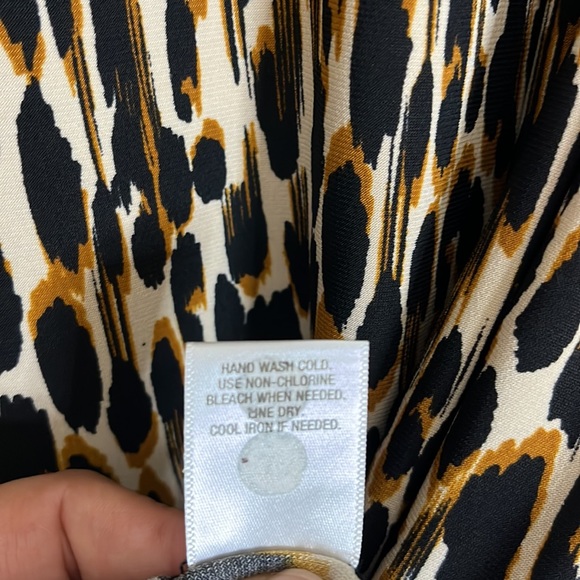 HAND WASH COLD.
USE NON-CHLORINE
BLEACH WHEN NEEDED.
LINE DRY.
COOL IRON IF NEEDED.